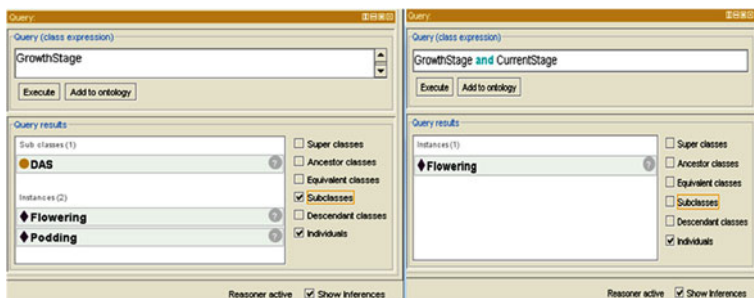 Query:
Query (class expression)
GrowthStage
Execute
Add to ontology
Query results
Sub classes (1)
DAS
Instances (2)
Flowering
Podding
Super classes
Ancestor classes
Equivalent classes
Subclasses
Descendant classes
Individuals
Reasoner active
Show Inferences
Query:
Query (class expression)
GrowthStage and CurrentStage
Execute
Add to ontology
Query results
Instances (1)
Flowering
Super classes
Ancestor classes
Equivalent classes
Subclasses
Descendant classes
Individuals
Reasoner active
Show Inferences